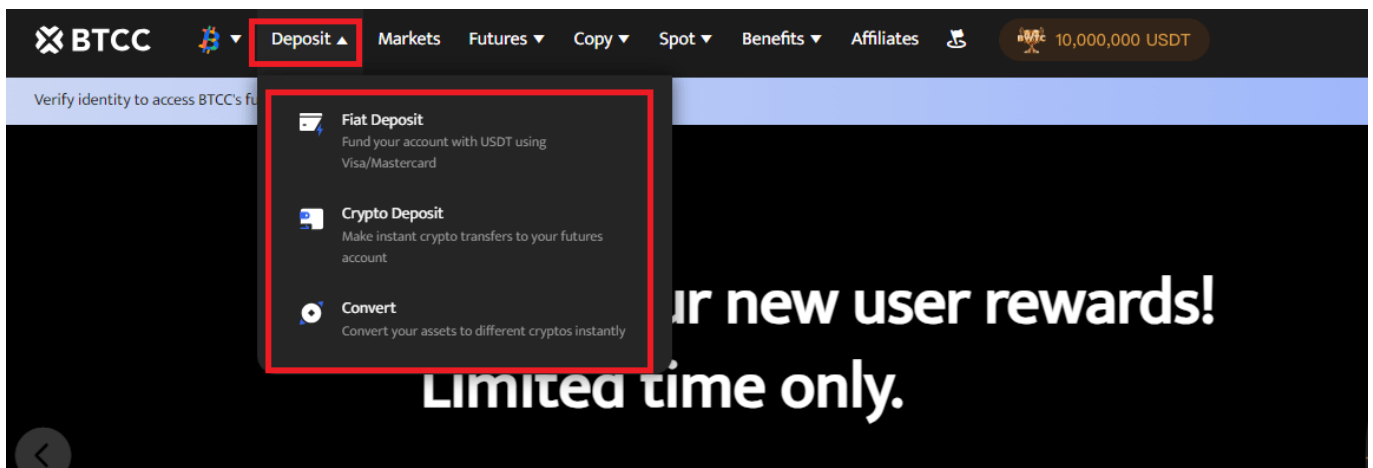 BTCC Deposit Markets Futures Copy Spot Benefits Affiliates 10,000,000 USDT
Verify identity to access BTCC's
Fiat Deposit
Fund your account with USDT using
Visa/Mastercard
Crypto Deposit
Make instant crypto transfers to your futures
account
Convert
Convert your assets to different cryptos instantly
new user rewards!
Limited time only.